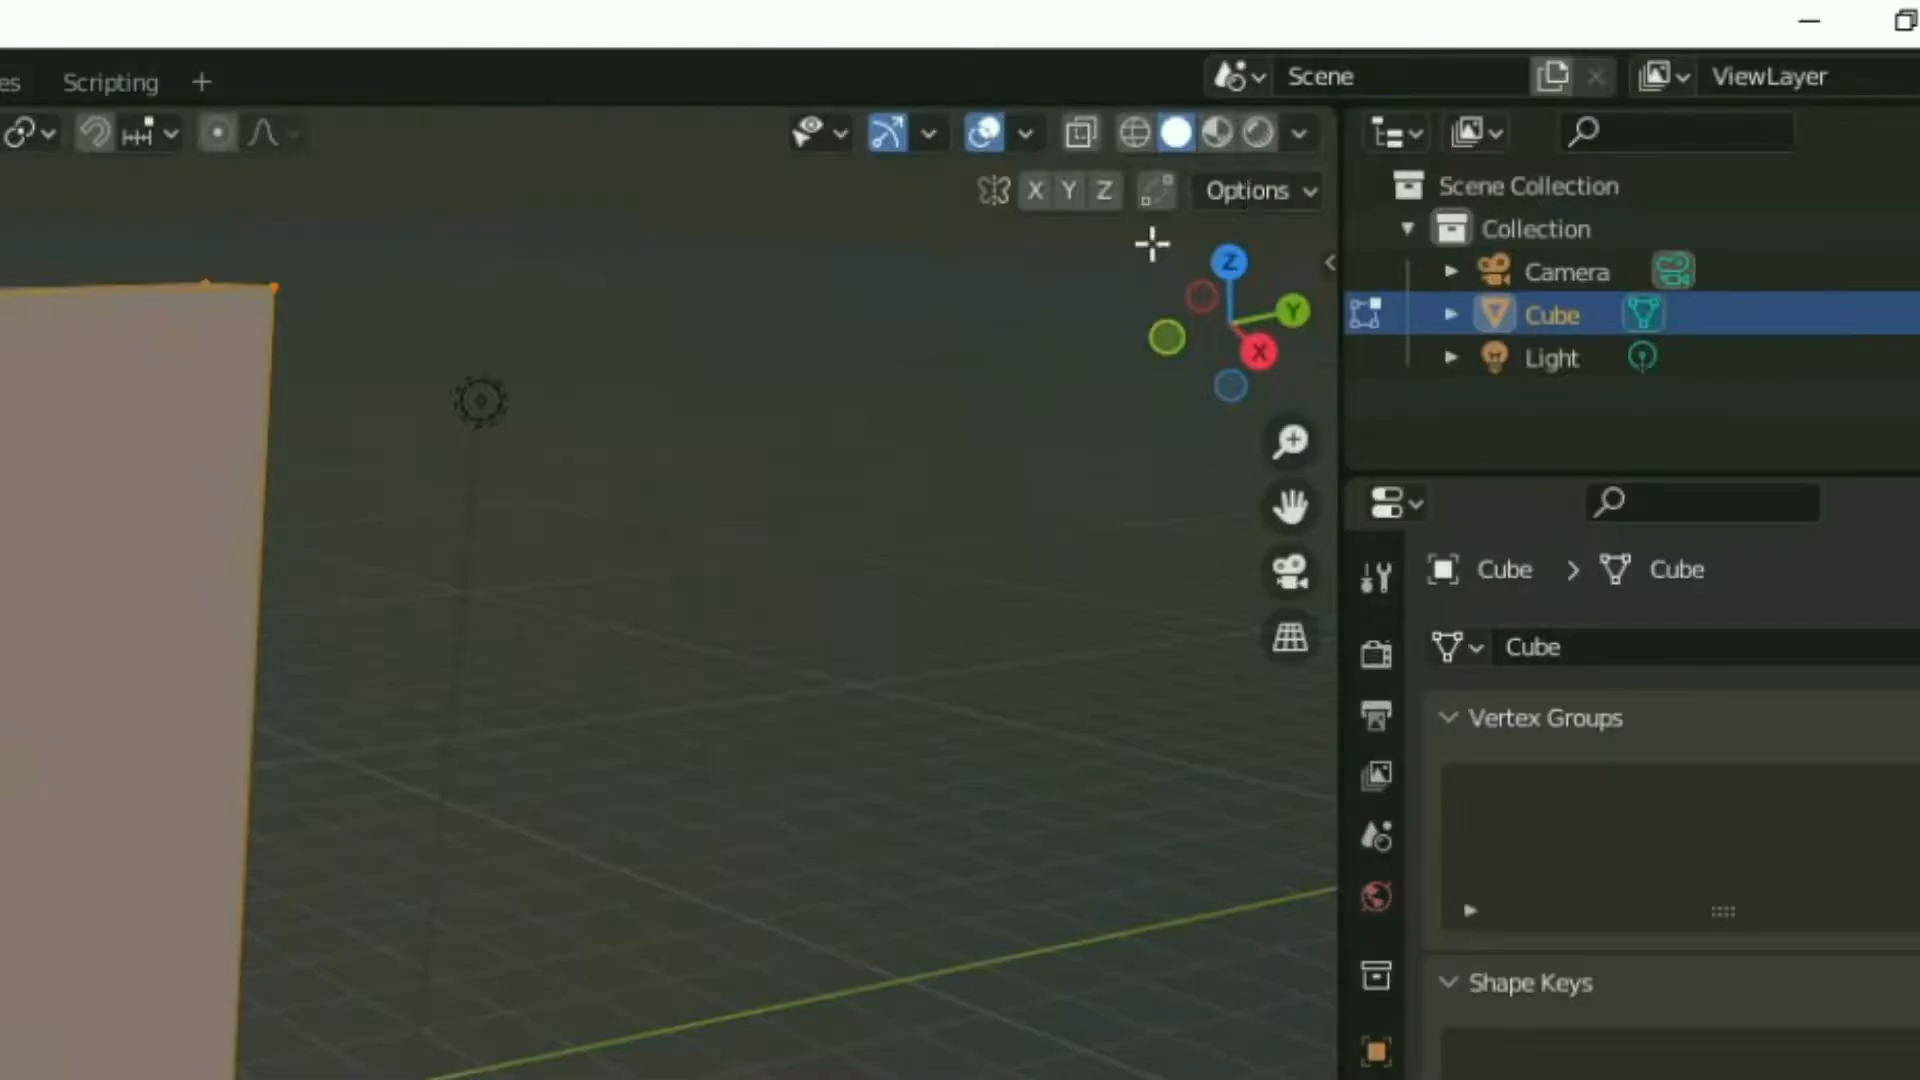 es Scripting + Scene ViewLayer
X Y Z Options
Scene Collection
Collection
Camera
Cube
Light
Z
Y
X
Cube > Cube
Cube
Vertex Groups
Shape Keys